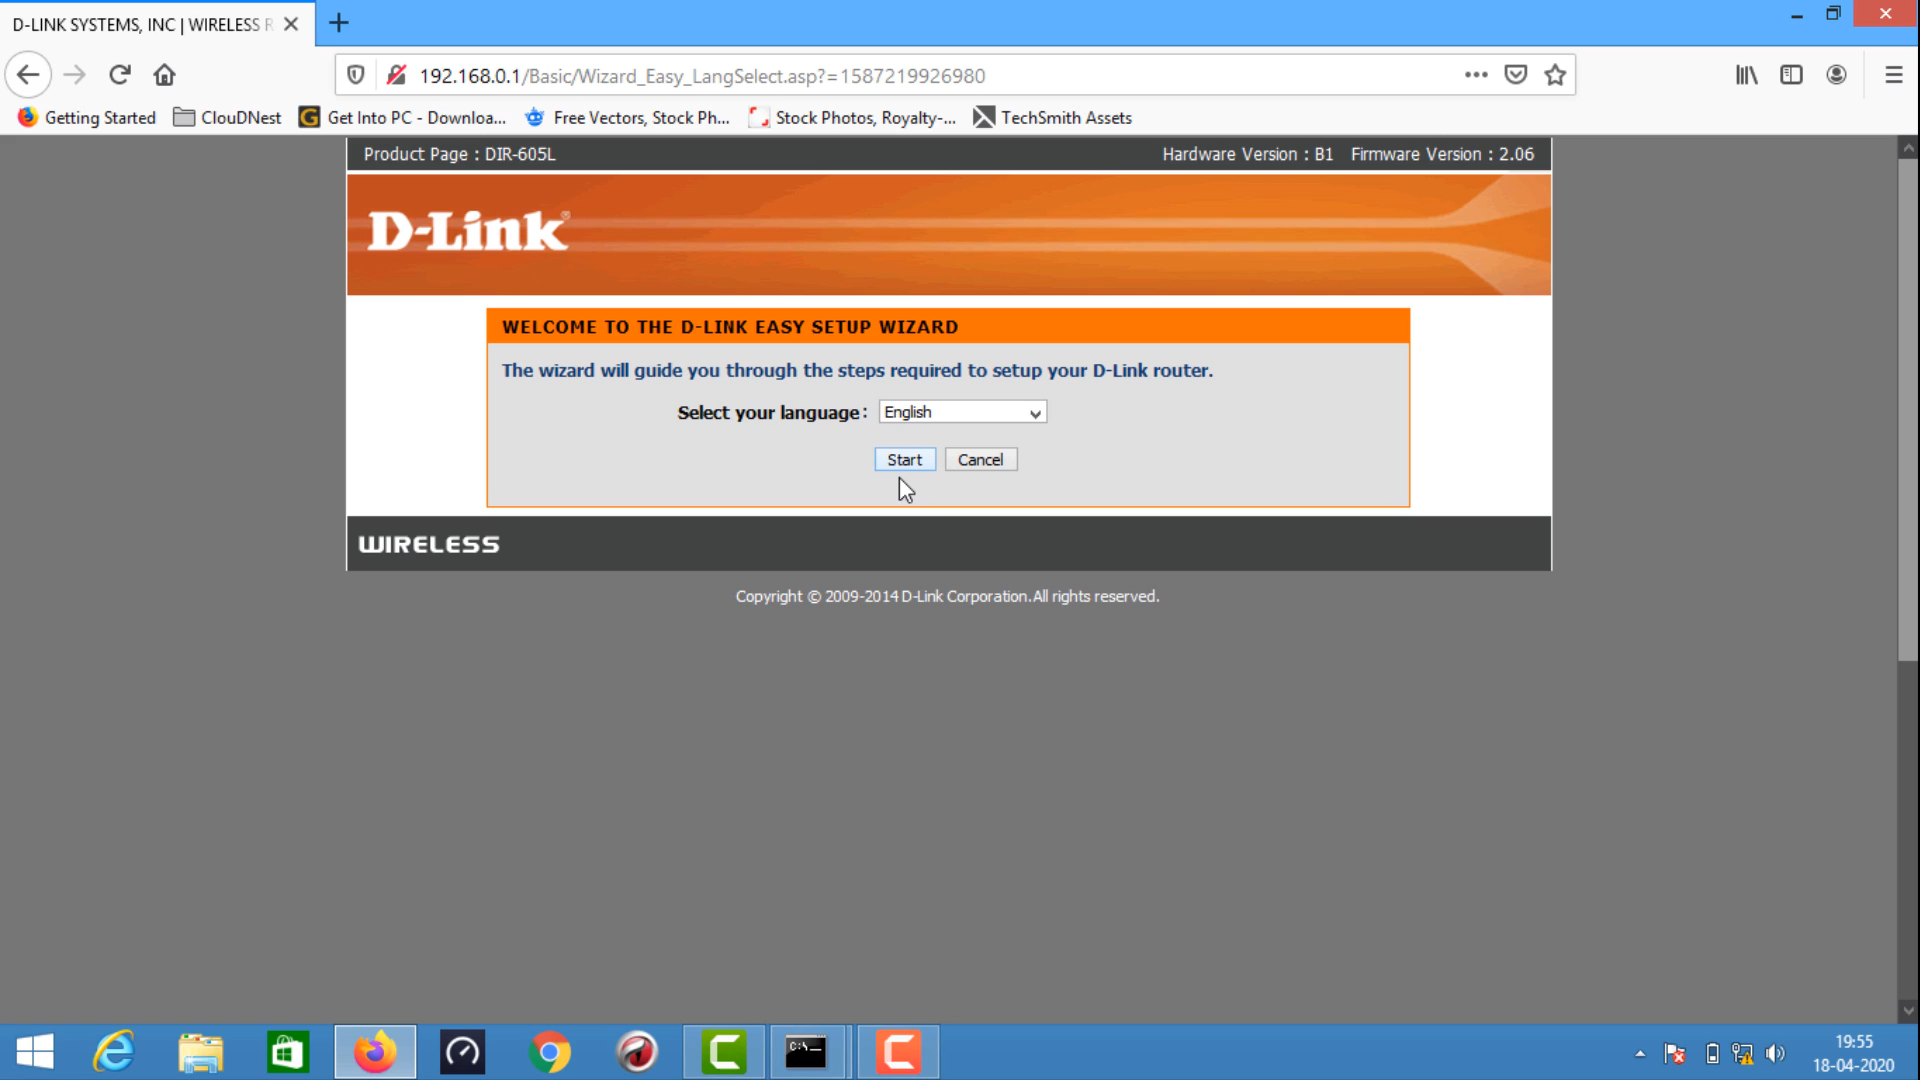 D-LINK SYSTEMS, INC | WIRELESS R
192.168.0.1/Basic/Wizard_Easy_LangSelect.asp?=1587219926980
Getting Started
ClouDNest
Get Into PC - Downloa...
Free Vectors, Stock Ph...
Stock Photos, Royalty-...
TechSmith Assets
Product Page : DIR-605L
Hardware Version : B1 Firmware Version : 2.06
D-Link®
WELCOME TO THE D-LINK EASY SETUP WIZARD
The wizard will guide you through the steps required to setup your D-Link router.
Select your language : English
Start Cancel
WIRELESS
Copyright © 2009-2014 D-Link Corporation.All rights reserved.
C:\_
19:55
18-04-2020